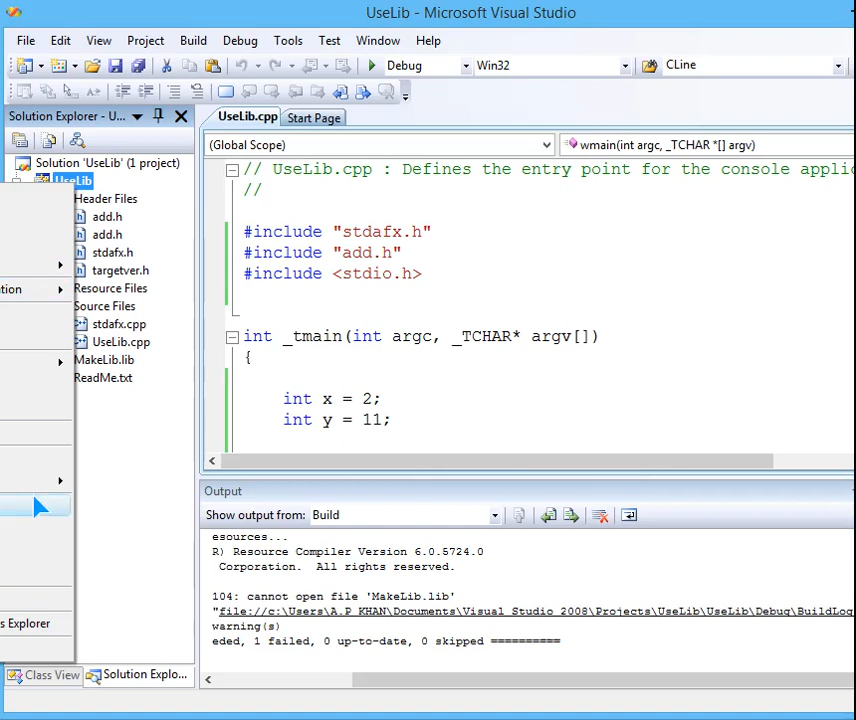 UseLib - Microsoft Visual Studio
File Edit View Project Build Debug Tools Test Window Help
Debug Win32 CLine
Solution Explorer - U...
UseLib.cpp Start Page
(Global Scope) wmain(int argc, _TCHAR *[] argv)
Solution 'UseLib' (1 project)
UseLib
Header Files
add.h
add.h
stdafx.h
targetver.h
Resource Files
Source Files
stdafx.cpp
UseLib.cpp
MakeLib.lib
ReadMe.txt
tion
s Explorer
Class View Solution Explo...
// UseLib.cpp : Defines the entry point for the console applic
//
#include "stdafx.h"
#include "add.h"
#include <stdio.h>
int _tmain(int argc, _TCHAR* argv[])
{
int x = 2;
int y = 11;
Output
Show output from: Build
esources...
R) Resource Compiler Version 6.0.5724.0
Corporation. All rights reserved.
104: cannot open file 'MakeLib.lib'
"file://c:\Users\A.P KHAN\Documents\Visual Studio 2008\Projects\UseLib\UseLib\Debug\BuildLog
warning(s)
eded, 1 failed, 0 up-to-date, 0 skipped ==========